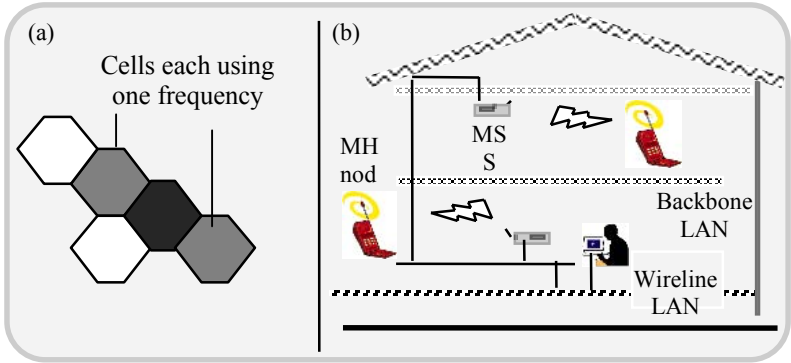 (a)
Cells each using
one frequency
(b)
MS
S
MH
nod
Backbone
LAN
Wireline
LAN